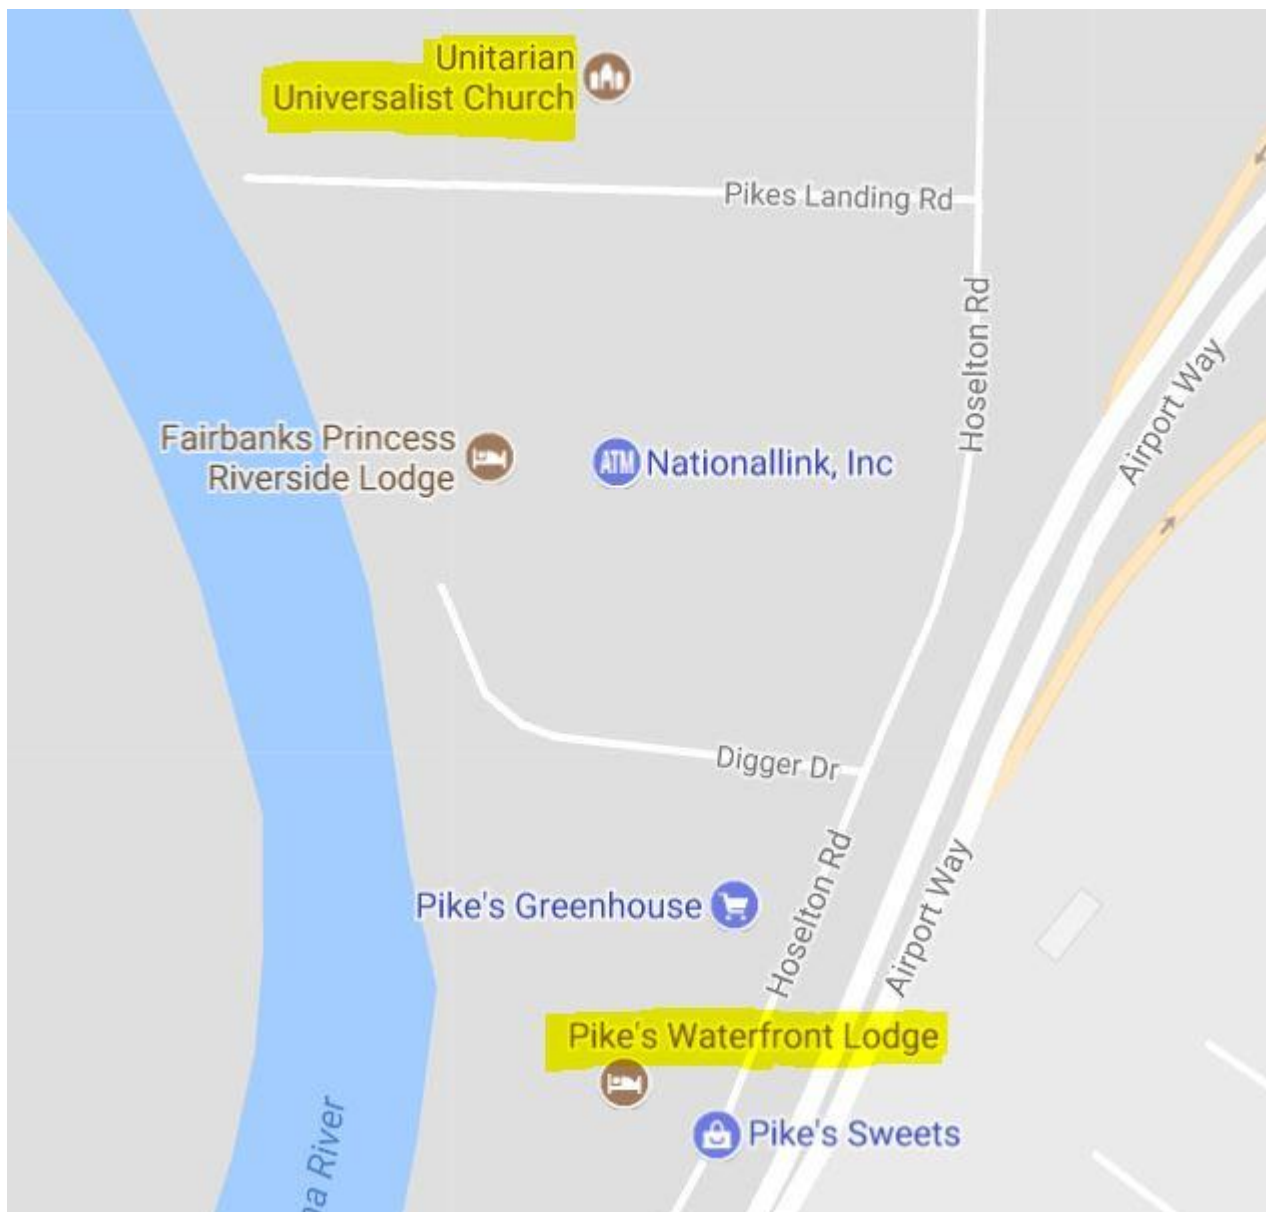 Unitarian
Universalist Church
Pikes Landing Rd
Hoselton Rd
Airport Way
Fairbanks Princess
Riverside Lodge
ATM
Nationallink, Inc
Digger Dr
Hoselton Rd
Airport Way
Pike's Greenhouse
Pike's Waterfront Lodge
Pike's Sweets
River